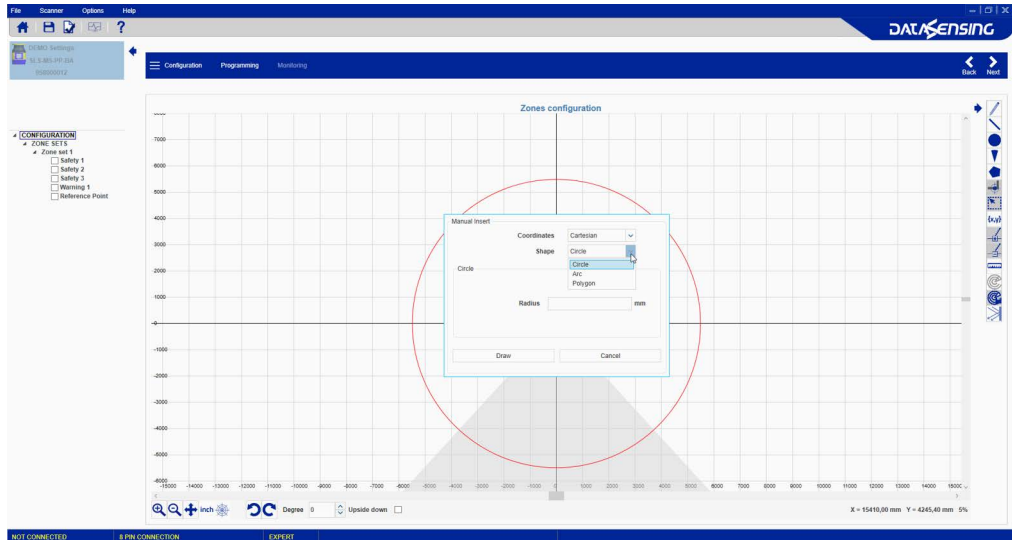 File Scanner Options Help
DATASENSING
DEMO Settings
Configuration Programming Monitoring
Back Next
Zones configuration
CONFIGURATION
ZONE SETS
Zone set 1
Safety 1
Safety 2
Safety 3
Warning 1
Reference Point
7000
6000
5000
4000
3000
2000
1000
0
-1000
-2000
-3000
-4000
-5000
-6000
Manual Insert
Coordinates Cartesian
Shape Circle
Circle
Arc
Polygon
Circle
Radius mm
Draw Cancel
{x,y}
-15000 -14000 -13000 -12000 -11000 -10000 -9000 -8000 -7000 -6000 -5000 -4000 -3000 -2000 -1000 0 1000 2000 3000 4000 5000 6000 7000 8000 9000 10000 11000 12000 13000 14000
inch Degree 0 Upside down
X = 15410,00 mm Y = 4245,40 mm 5%
NOT CONNECTED 8 PIN CONNECTION EXPERT